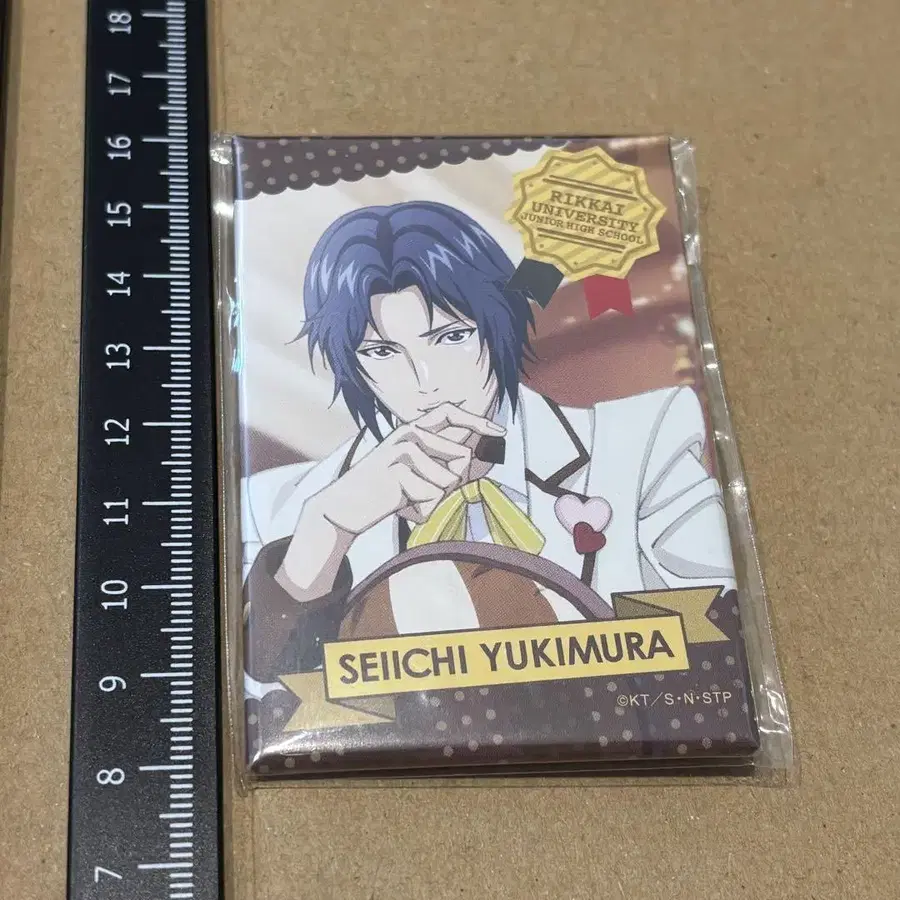 18
17
16
15
14
13
12
11
10
9
8
7
RIKKAI
UNIVERSITY
JUNIOR HIGH SCHOOL
SEIICHI YUKIMURA
©KT/S・N・STP